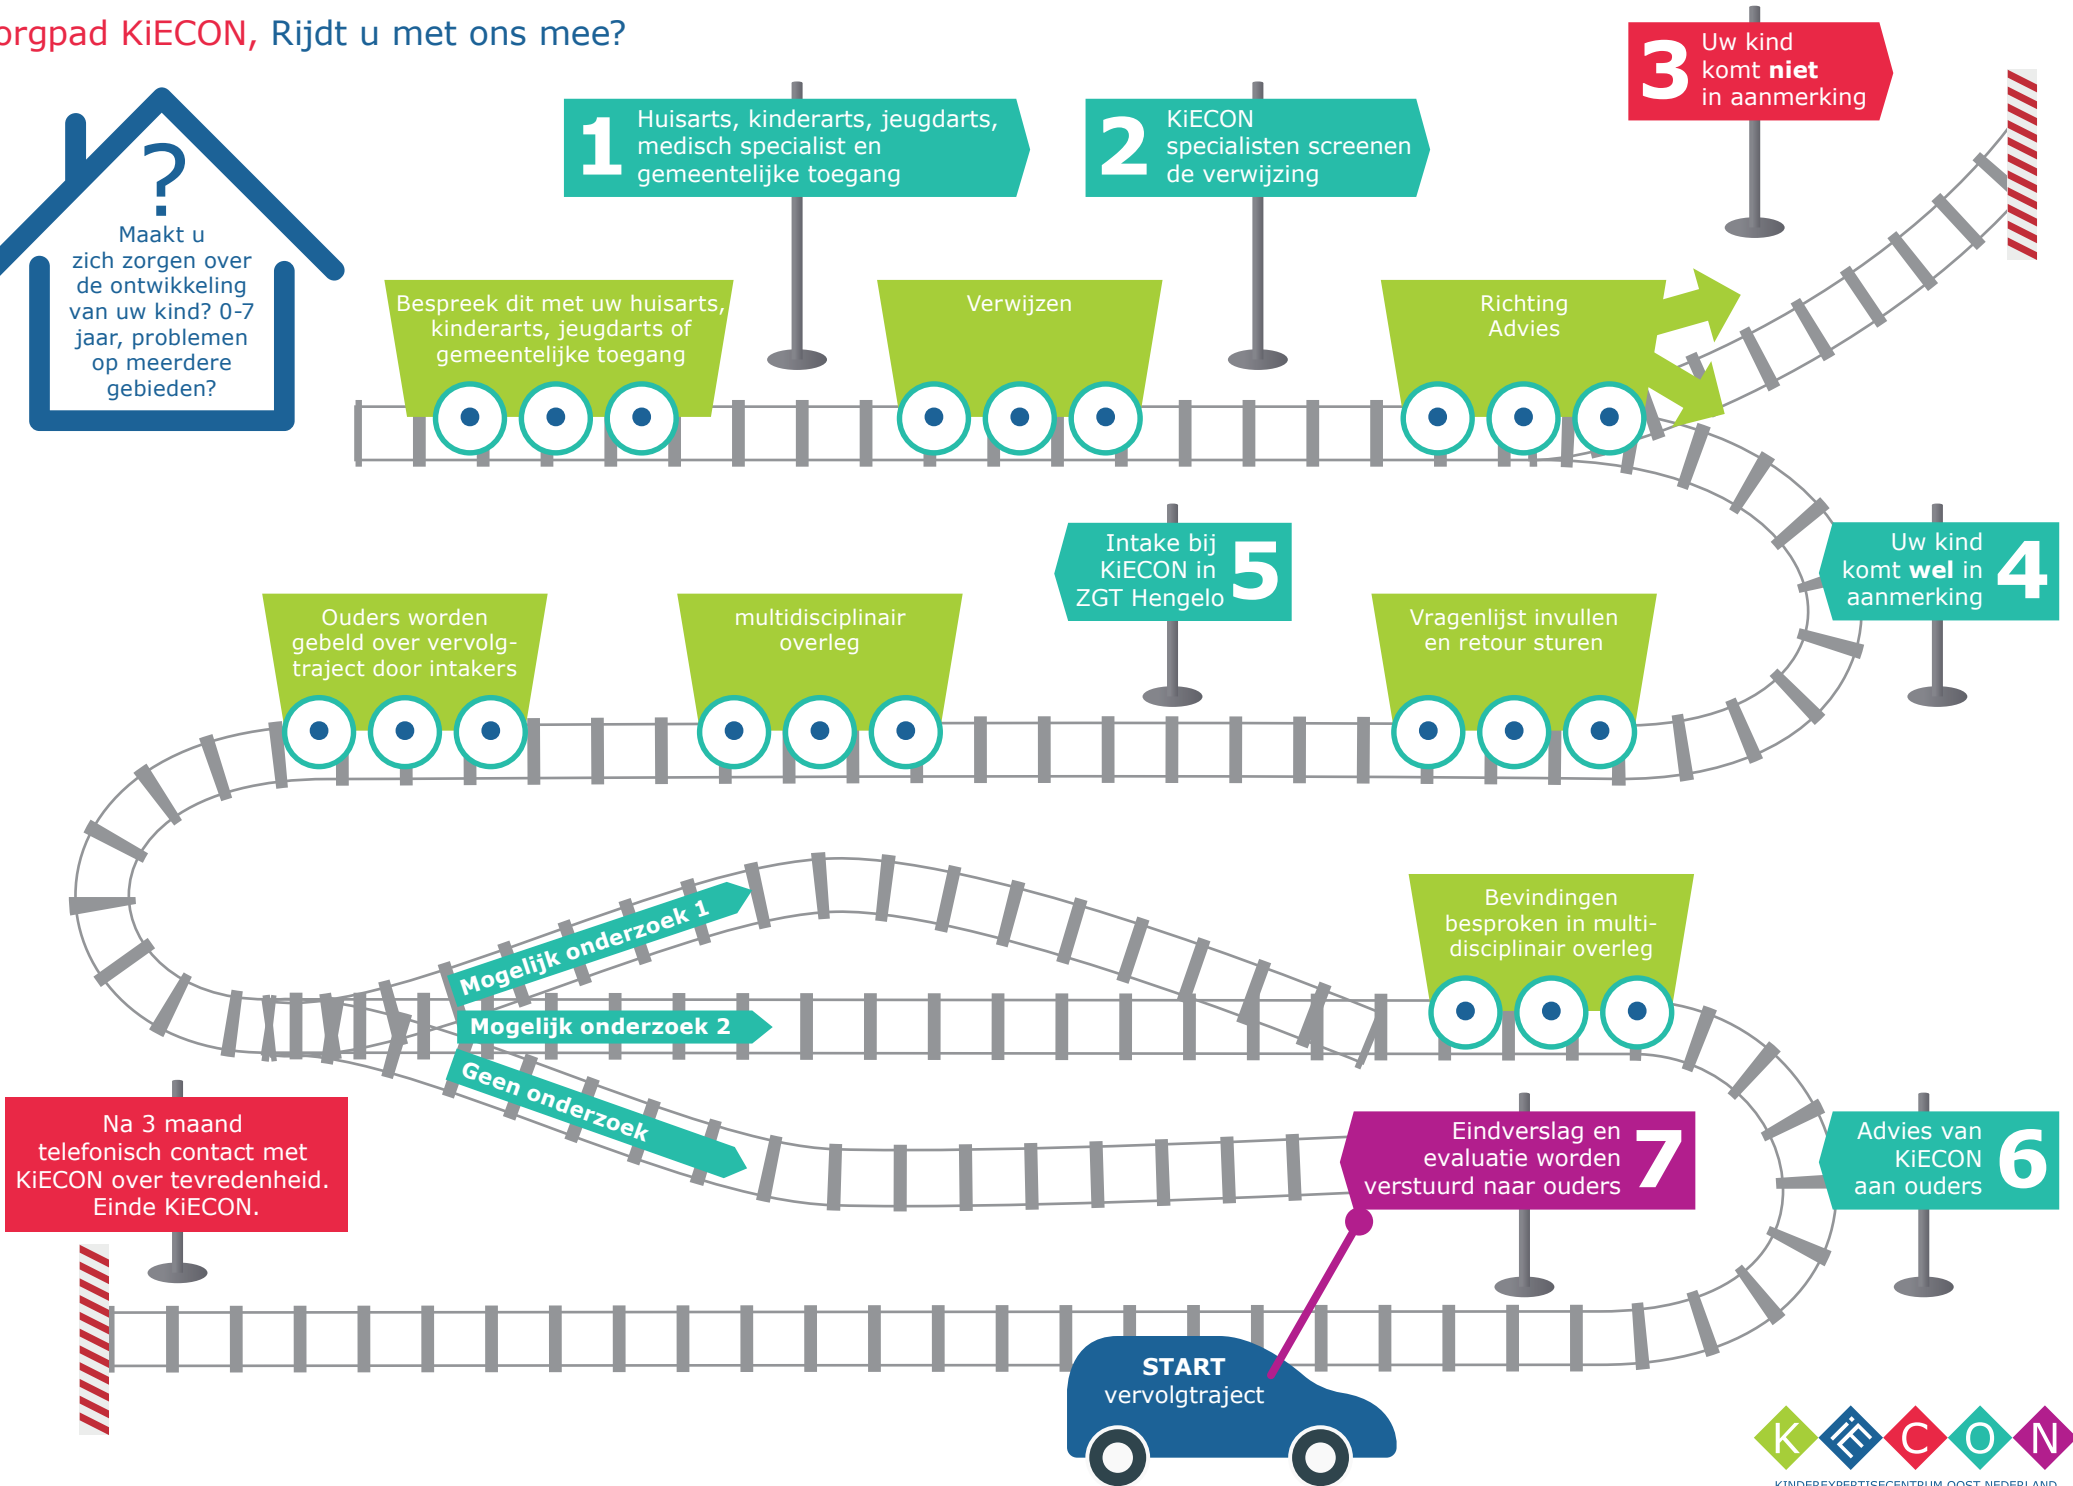 orgpad KiECON, Rijdt u met ons mee?
?
Maakt u
zich zorgen over
de ontwikkeling
van uw kind? 0-7
jaar, problemen
op meerdere
gebieden?
1
Huisarts, kinderarts, jeugdarts,
medisch specialist en
gemeentelijke toegang
2
KiECON
specialisten screenen
de verwijzing
3
Uw kind
komt niet
in aanmerking
Bespreek dit met uw huisarts,
kinderarts, jeugdarts of
gemeentelijke toegang
Verwijzen
Richting
Advies
Uw kind
komt wel in
aanmerking
4
Intake bij
KiECON in
ZGT Hengelo
5
Vragenlijst invullen
en retour sturen
multidisciplinair
overleg
Ouders worden
gebeld over vervolg-
traject door intakers
Mogelijk onderzoek 1
Mogelijk onderzoek 2
Geen onderzoek
Bevindingen
besproken in multi-
disciplinair overleg
Advies van
KiECON
aan ouders
6
Eindverslag en
evaluatie worden
verstuurd naar ouders
7
Na 3 maand
telefonisch contact met
KiECON over tevredenheid.
Einde KiECON.
START
vervolgtraject
KiECON
KINDEREXPERTISECENTRUM OOST NEDERLAND